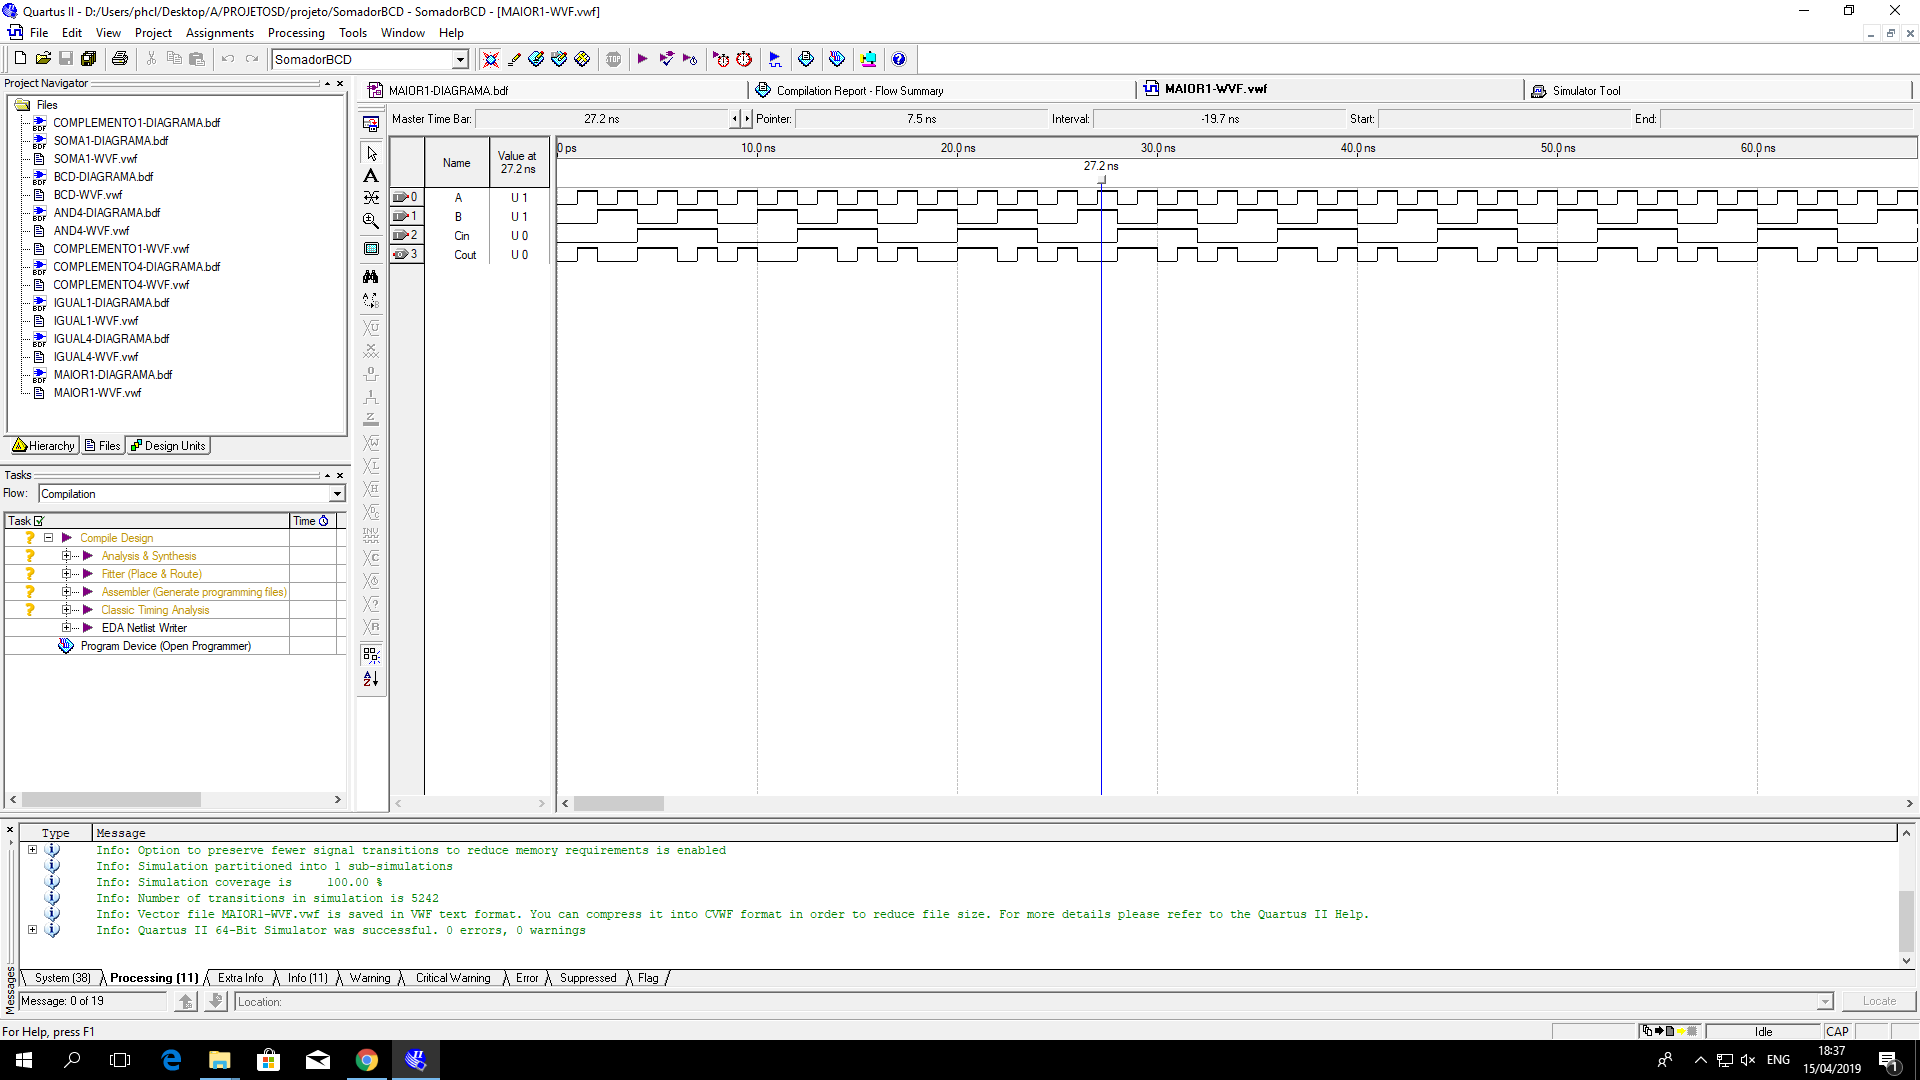 Quartus II - D:/Users/phcl/Desktop/A/PROJETOSD/projeto/SomadorBCD - SomadorBCD - [MAIOR1-WVF.vwf]
File Edit View Project Assignments Processing Tools Window Help
SomadorBCD
Project Navigator
Files
COMPLEMENTO1-DIAGRAMA.bdf
SOMA1-DIAGRAMA.bdf
SOMA1-WVF.vwf
BCD-DIAGRAMA.bdf
BCD-WVF.vwf
AND4-DIAGRAMA.bdf
AND4-WVF.vwf
COMPLEMENTO1-WVF.vwf
COMPLEMENTO4-DIAGRAMA.bdf
COMPLEMENTO4-WVF.vwf
IGUAL1-DIAGRAMA.bdf
IGUAL1-WVF.vwf
IGUAL4-DIAGRAMA.bdf
IGUAL4-WVF.vwf
MAIOR1-DIAGRAMA.bdf
MAIOR1-WVF.vwf
Hierarchy Files Design Units
Tasks
Flow: Compilation
Task Time
Compile Design
Analysis & Synthesis
Fitter (Place & Route)
Assembler (Generate programming files)
Classic Timing Analysis
EDA Netlist Writer
Program Device (Open Programmer)
MAIOR1-DIAGRAMA.bdf Compilation Report - Flow Summary MAIOR1-WVF.vwf Simulator Tool
Master Time Bar: 27.2 ns Pointer: 7.5 ns Interval: -19.7 ns Start: End:
Name Value at 27.2 ns
0 ps 10.0 ns 20.0 ns 30.0 ns 40.0 ns 50.0 ns 60.0 ns
27.2 ns
0 A U 1
1 B U 1
2 Cin U 0
3 Cout U 0
Type Message
Info: Option to preserve fewer signal transitions to reduce memory requirements is enabled
Info: Simulation partitioned into 1 sub-simulations
Info: Simulation coverage is 100.00 %
Info: Number of transitions in simulation is 5242
Info: Vector file MAIOR1-WVF.vwf is saved in VWF text format. You can compress it into CVWF format in order to reduce file size. For more details please refer to the Quartus II Help.
Info: Quartus II 64-Bit Simulator was successful. 0 errors, 0 warnings
System (38) Processing (11) Extra Info Info (11) Warning Critical Warning Error Suppressed Flag
Messages
Message: 0 of 19 Location: Locate
For Help, press F1 Idle CAP
ENG 18:37
15/04/2019 1